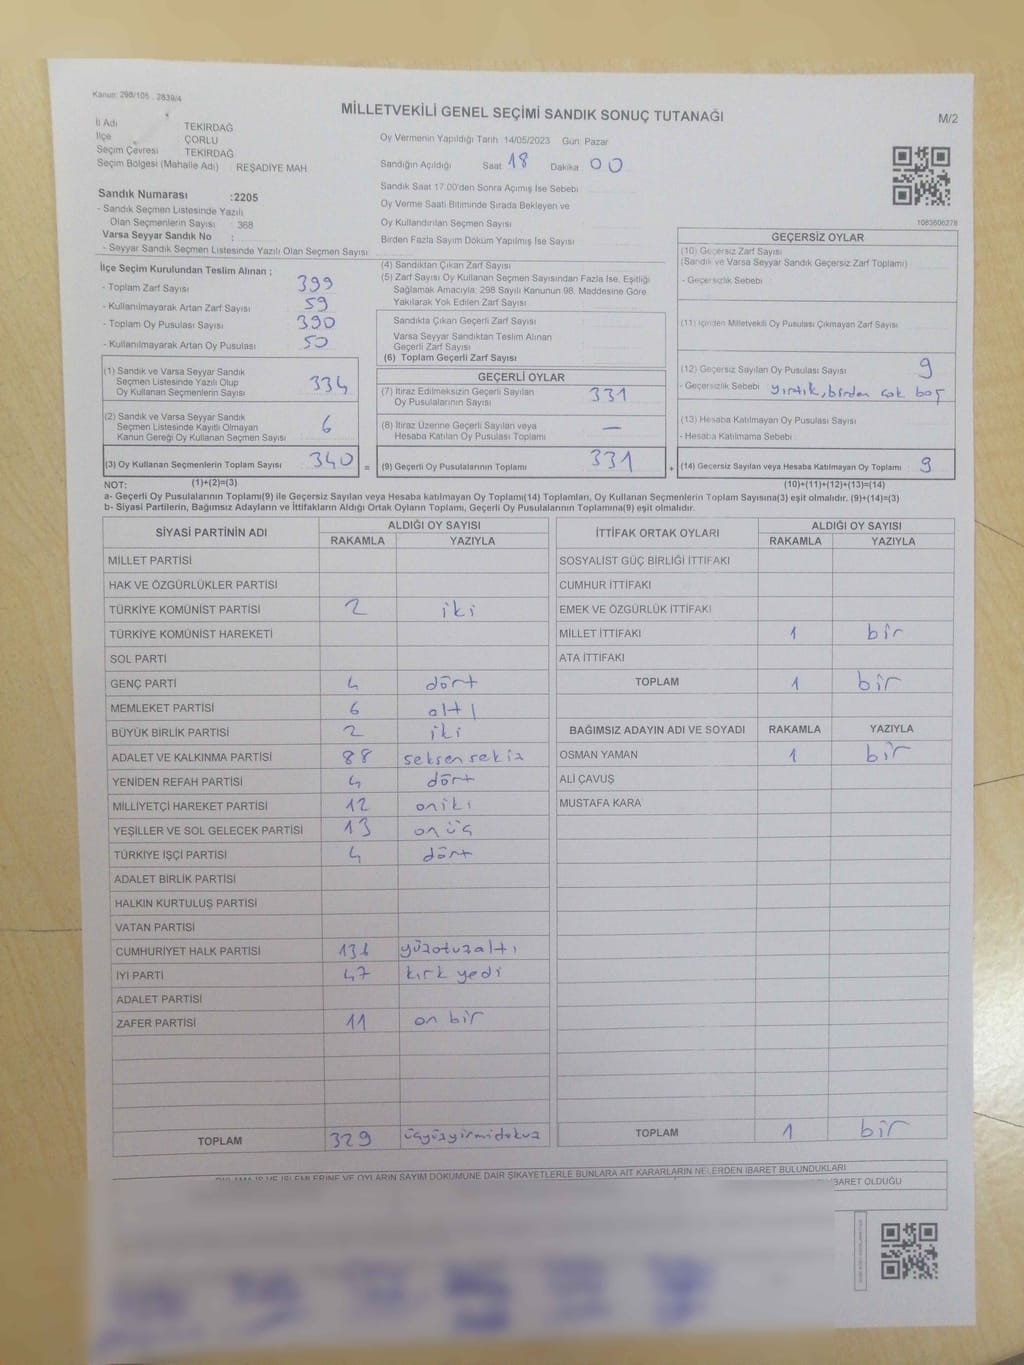 Kanun: 298/105 , 2839/4
MİLLETVEKİLİ GENEL SEÇİMİ SANDIK SONUÇ TUTANAĞI
M/2
İl Adı TEKİRDAĞ
İlçe ÇORLU
Seçim Çevresi TEKİRDAĞ
Seçim Bölgesi (Mahalle Adı) REŞADİYE MAH.
Oy Vermenin Yapıldığı Tarih 14/05/2023 Gün: Pazar
Sandığın Açıldığı Saat 18 Dakika 00
Sandık Saat 17:00'den Sonra Açımış İse Sebebi
Oy Verme Saati Bitiminde Sırada Bekleyen ve
Oy Kullandırılan Seçmen Sayısı
Birden Fazla Sayım Döküm Yapılmış İse Sayısı
1083606278
Sandık Numarası :2205
- Sandık Seçmen Listesinde Yazılı
Olan Seçmenlerin Sayısı : 368
Varsa Seyyar Sandık No :
- Seyyar Sandık Seçmen Listesinde Yazılı Olan Seçmen Sayısı:
İlçe Seçim Kurulundan Teslim Alınan ;
- Toplam Zarf Sayısı 399
- Kullanılmayarak Artan Zarf Sayısı 59
- Toplam Oy Pusulası Sayısı 390
- Kullanılmayarak Artan Oy Pusulası 50
(1) Sandık ve Varsa Seyyar Sandık
Seçmen Listesinde Yazılı Olup
Oy Kullanan Seçmenlerin Sayısı 334
(2) Sandık ve Varsa Seyyar Sandık
Seçmen Listesinde Kayıtlı Olmayan
Kanun Gereği Oy Kullanan Seçmen Sayısı 6
(3) Oy Kullanan Seçmenlerin Toplam Sayısı 340 =
(4) Sandıktan Çıkan Zarf Sayısı
(5) Zarf Sayısı Oy Kullanan Seçmen Sayısından Fazla İse, Eşitliği
Sağlamak Amacıyla; 298 Sayılı Kanunun 98. Maddesine Göre
Yakılarak Yok Edilen Zarf Sayısı
Sandıkta Çıkan Geçerli Zarf Sayısı
Varsa Seyyar Sandıktan Teslim Alınan
Geçerli Zarf Sayısı
(6) Toplam Geçerli Zarf Sayısı
GEÇERLİ OYLAR
(7) İtiraz Edilmeksizin Geçerli Sayılan
Oy Pusulalarının Sayısı 331
(8) İtiraz Üzerine Geçerli Sayılan veya
Hesaba Katılan Oy Pusulası Toplamı —
(9) Geçerli Oy Pusulalarının Toplamı 331 +
GEÇERSİZ OYLAR
(10) Geçersiz Zarf Sayısı
(Sandık ve Varsa Seyyar Sandık Geçersiz Zarf Toplamı)
- Geçersizlik Sebebi :
(11) İçinden Milletvekili Oy Pusulası Çıkmayan Zarf Sayısı
(12) Geçersiz Sayılan Oy Pusulası Sayısı 9
- Geçersizlik Sebebi yırtık, birden çok boş
(13) Hesaba Katılmayan Oy Pusulası Sayısı
- Hesaba Katılmama Sebebi :
(14) Geçersiz Sayılan veya Hesaba Katılmayan Oy Toplamı 9
NOT: (1)+(2)=(3) (10)+(11)+(12)+(13)=(14)
a- Geçerli Oy Pusulalarının Toplamı(9) ile Geçersiz Sayılan veya Hesaba katılmayan Oy Toplamı(14) Toplamları, Oy Kullanan Seçmenlerin Toplam Sayısına(3) eşit olmalıdır. (9)+(14)=(3)
b- Siyasi Partilerin, Bağımsız Adayların ve İttifakların Aldığı Ortak Oyların Toplamı, Geçerli Oy Pusulalarının Toplamına(9) eşit olmalıdır.
SİYASİ PARTİNİN ADI ALDIĞI OY SAYISI
RAKAMLA YAZIYLA
MİLLET PARTİSİ
HAK VE ÖZGÜRLÜKLER PARTİSİ
TÜRKİYE KOMÜNİST PARTİSİ 2 iki
TÜRKİYE KOMÜNİST HAREKETİ
SOL PARTİ
GENÇ PARTİ 4 dört
MEMLEKET PARTİSİ 6 altı
BÜYÜK BİRLİK PARTİSİ 2 iki
ADALET VE KALKINMA PARTİSİ 88 seksen sekiz
YENİDEN REFAH PARTİSİ 4 dört
MİLLİYETÇİ HAREKET PARTİSİ 12 oniki
YEŞİLLER VE SOL GELECEK PARTİSİ 13 onüç
TÜRKİYE İŞÇİ PARTİSİ 4 dört
ADALET BİRLİK PARTİSİ
HALKIN KURTULUŞ PARTİSİ
VATAN PARTİSİ
CUMHURİYET HALK PARTİSİ 136 yüzotuzaltı
İYİ PARTİ 47 kırk yedi
ADALET PARTİSİ
ZAFER PARTİSİ 11 on bir
TOPLAM 329 üçyüzyirmidokuz
İTTİFAK ORTAK OYLARI ALDIĞI OY SAYISI
RAKAMLA YAZIYLA
SOSYALİST GÜÇ BİRLİĞİ İTTİFAKI
CUMHUR İTTİFAKI
EMEK VE ÖZGÜRLÜK İTTİFAKI
MİLLET İTTİFAKI 1 bir
ATA İTTİFAKI
TOPLAM 1 bir
BAĞIMSIZ ADAYIN ADI VE SOYADI RAKAMLA YAZIYLA
OSMAN YAMAN 1 bir
ALİ ÇAVUŞ
MUSTAFA KARA
TOPLAM 1 bir
İŞLEMLERİNE VE OYLARIN SAYIM DÖKÜMÜNE DAİR ŞİKAYETLERLE BUNLARA AİT KARARLARIN NELERDEN İBARET BULUNDUKLARI
İBARET OLDUĞU